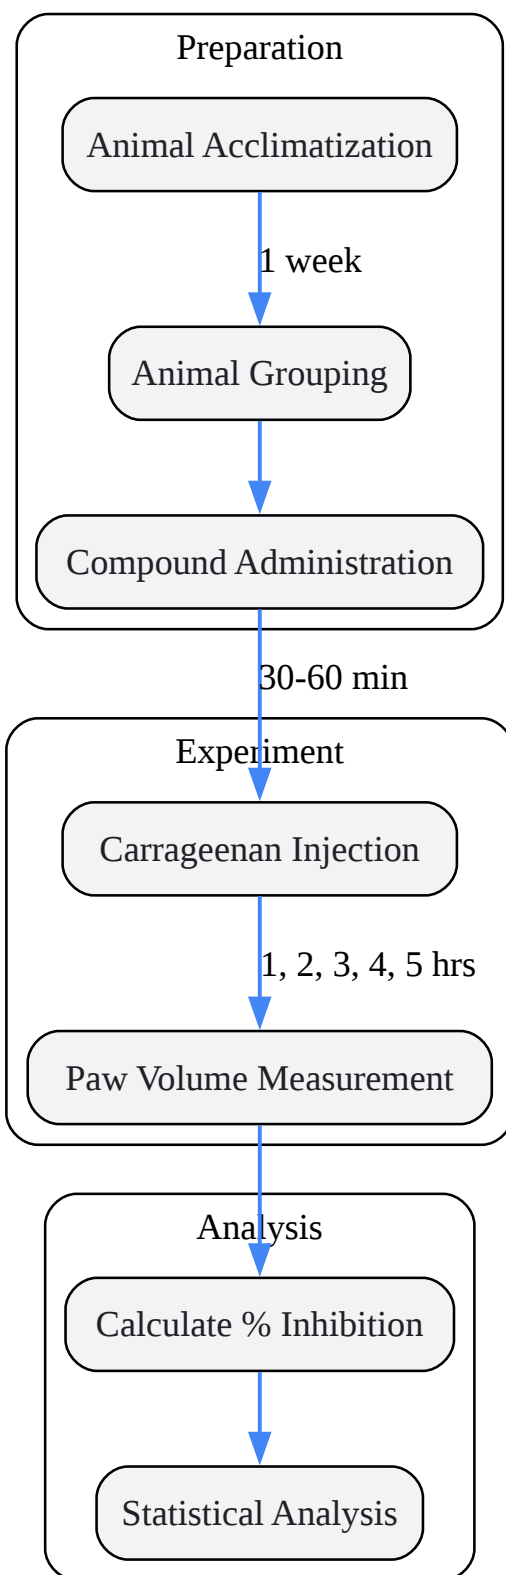 Preparation
Animal Acclimatization
1 week
Animal Grouping
Compound Administration
30-60 min
Experiment
Carrageenan Injection
1, 2, 3, 4, 5 hrs
Paw Volume Measurement
Analysis
Calculate % Inhibition
Statistical Analysis